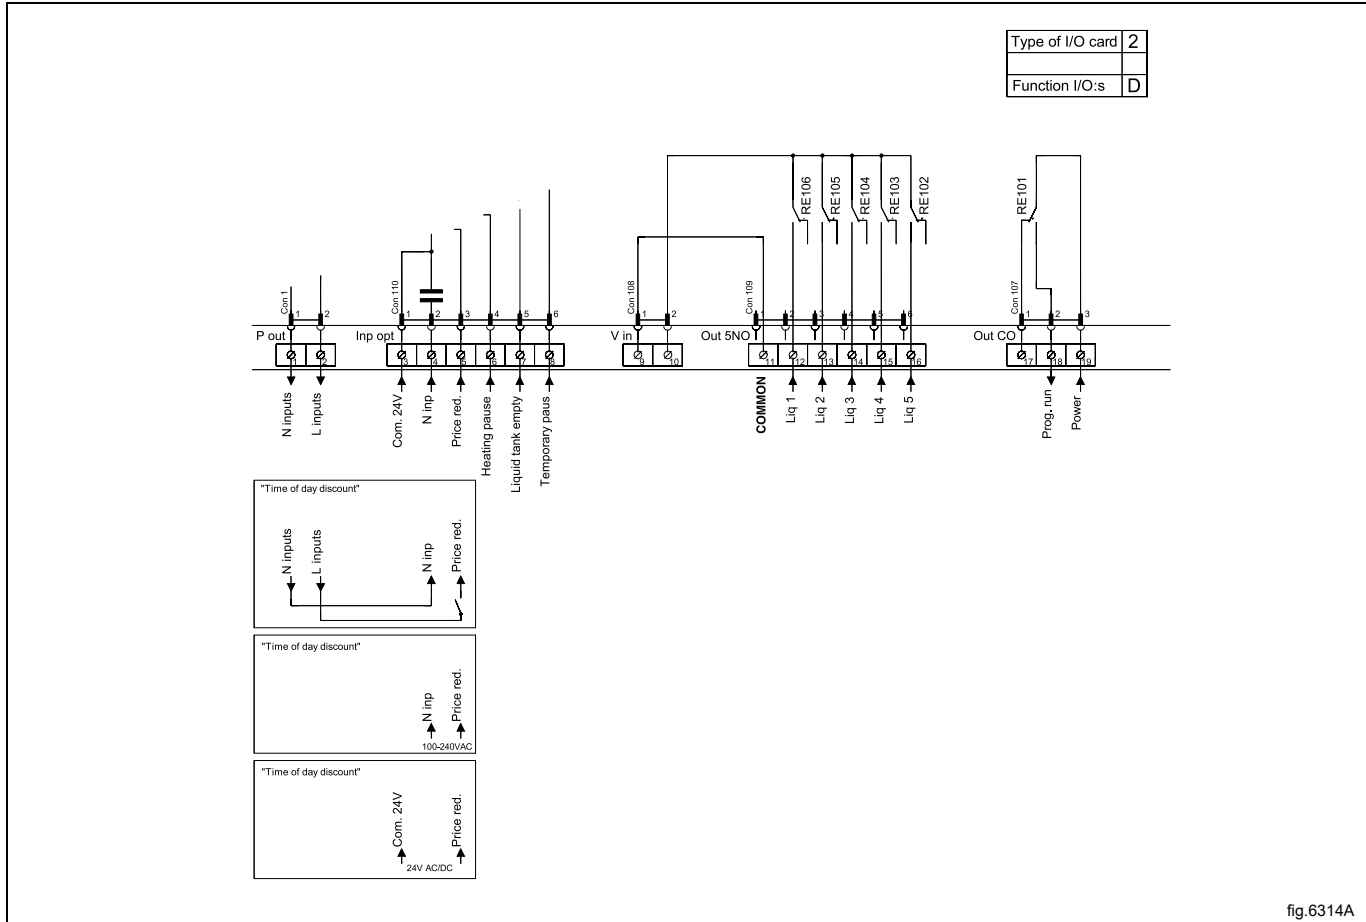 Type of I/O card 2
Function I/O:s D
RE106
RE105
RE104
RE103
RE102
RE101
Con 1
Con 110
Con 108
Con 109
Con 107
1 2
1 2 3 4 5 6
1 2
1 2 3 4 5 6
1 2 3
P out
Inp opt
V in
Out 5NO
Out CO
1 2
3 4 5 6 7 8
9 10
11 12 13 14 15 16
17 18 19
N inputs
L inputs
Com. 24V
N inp
Price red.
Heating pause
Liquid tank empty
Temporary paus
COMMON
Liq 1
Liq 2
Liq 3
Liq 4
Liq 5
Prog. run
Power
"Time of day discount"
N inputs
L inputs
N inp
Price red.
"Time of day discount"
N inp
Price red.
100-240VAC
"Time of day discount"
Com. 24V
Price red.
24V AC/DC
fig.6314A